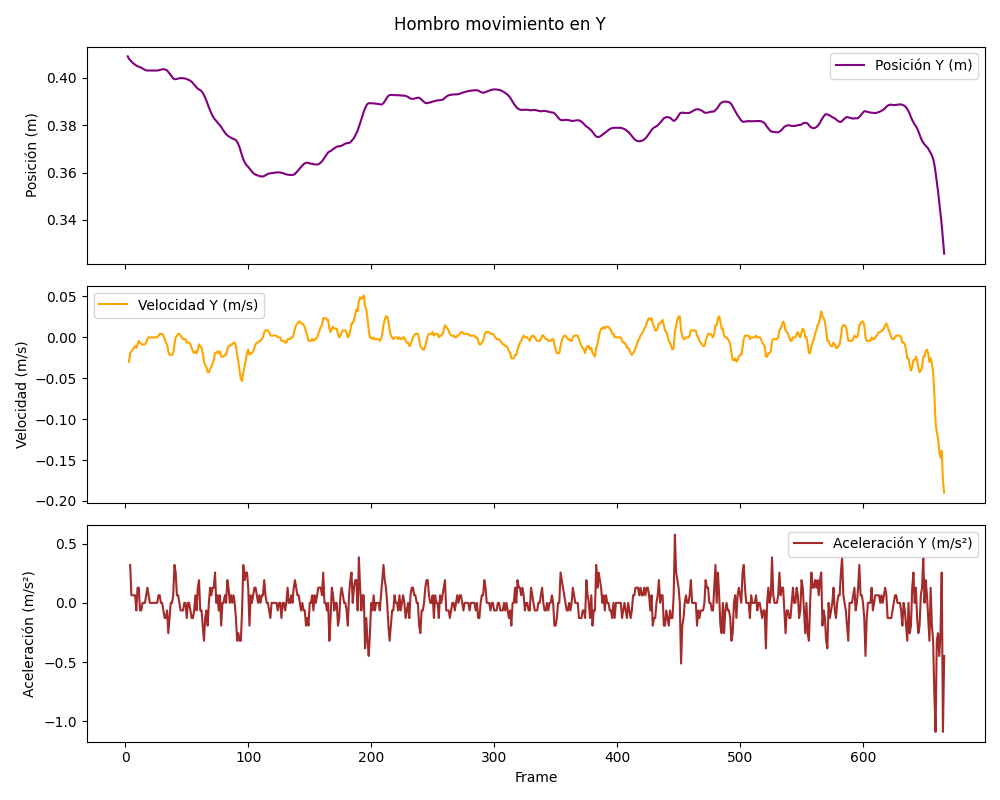 Hombro movimiento en Y
Posición Y (m)
Posición (m)
0.40
0.38
0.36
0.34
Velocidad Y (m/s)
Velocidad (m/s)
0.05
0.00
−0.05
−0.10
−0.15
−0.20
Aceleración Y (m/s²)
Aceleración (m/s²)
0.5
0.0
−0.5
−1.0
0 100 200 300 400 500 600
Frame